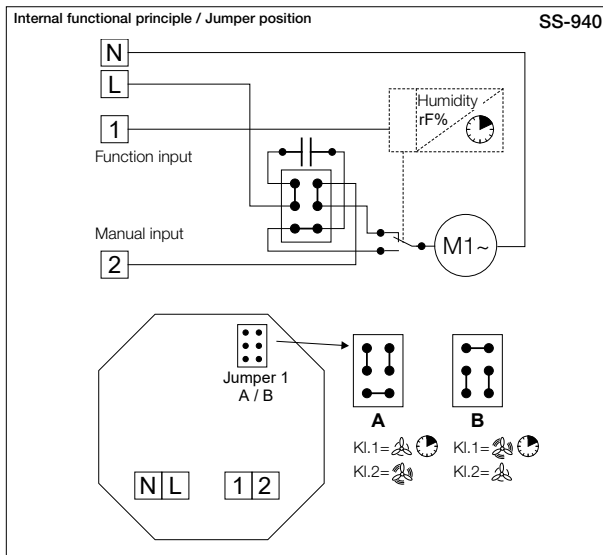 Internal functional principle / Jumper position
SS-940
N
L
1
Function input
Humidity
rF%
Manual input
2
M1~
Jumper 1
A / B
N L
1 2
A
B
Kl.1=
Kl.2=
Kl.1=
Kl.2=